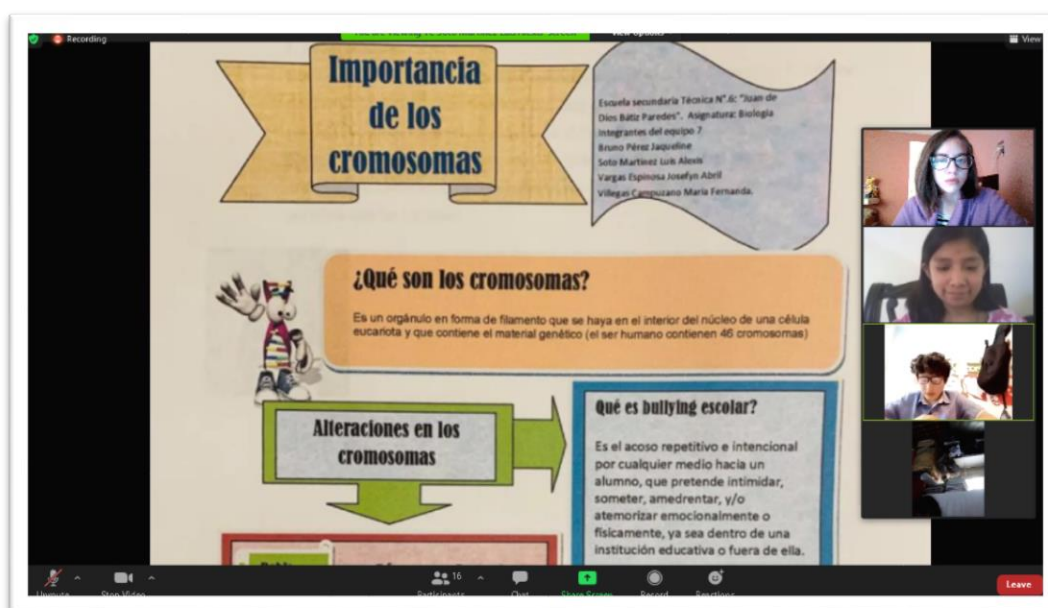 Recording
View
Importancia
de los
cromosomas
Escuela secundaria Técnica N°.6: "Juan de
Dios Bátiz Paredes". Asignatura: Biología
Integrantes del equipo 7
Bruno Pérez Jaqueline
Soto Martínez Luis Alexis
Vargas Espinosa Josefyn Abril
Villegas Campuzano María Fernanda.
¿Qué son los cromosomas?
Es un orgánulo en forma de filamento que se haya en el interior del núcleo de una célula
eucariota y que contiene el material genético (el ser humano contienen 46 cromosomas)
Alteraciones en los
cromosomas
Qué es bullying escolar?
Es el acoso repetitivo e intencional
por cualquier medio hacia un
alumno, que pretende intimidar,
someter, amedrentar, y/o
atemorizar emocionalmente o
físicamente, ya sea dentro de una
institución educativa o fuera de ella.
16
Unmute
Stop Video
Participants
Chat
Share Screen
Record
Reactions
Leave